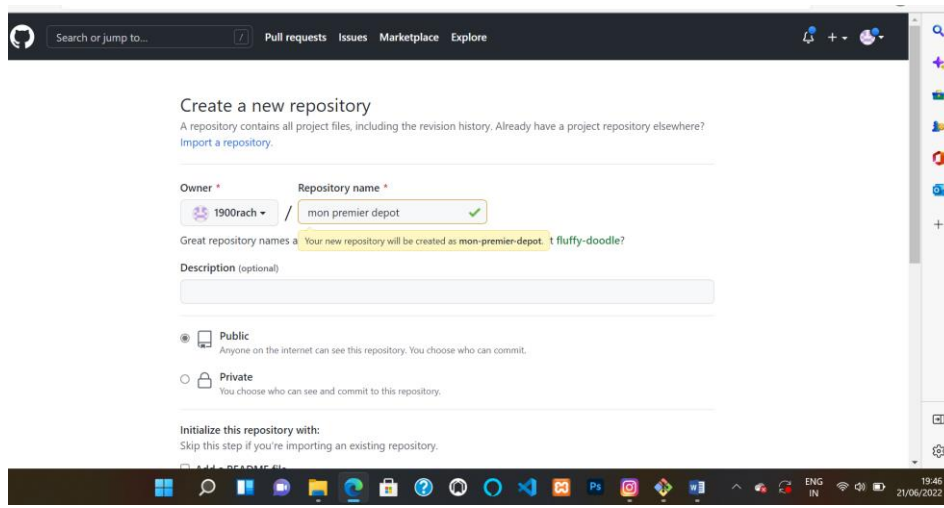 Search or jump to... / Pull requests Issues Marketplace Explore
Create a new repository
A repository contains all project files, including the revision history. Already have a project repository elsewhere?
Import a repository.
Owner * Repository name *
1900rach / mon premier depot
Great repository names a Your new repository will be created as mon-premier-depot. t fluffy-doodle?
Description (optional)
Public
Anyone on the internet can see this repository. You choose who can commit.
Private
You choose who can see and commit to this repository.
Initialize this repository with:
Skip this step if you're importing an existing repository.
Add a README file
ENG 19:46
IN 21/06/2022